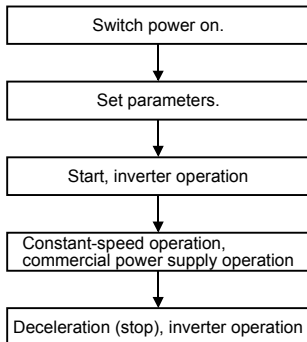 Switch power on.
Set parameters.
Start, inverter operation
Constant-speed operation,
commercial power supply operation
Deceleration (stop), inverter operation